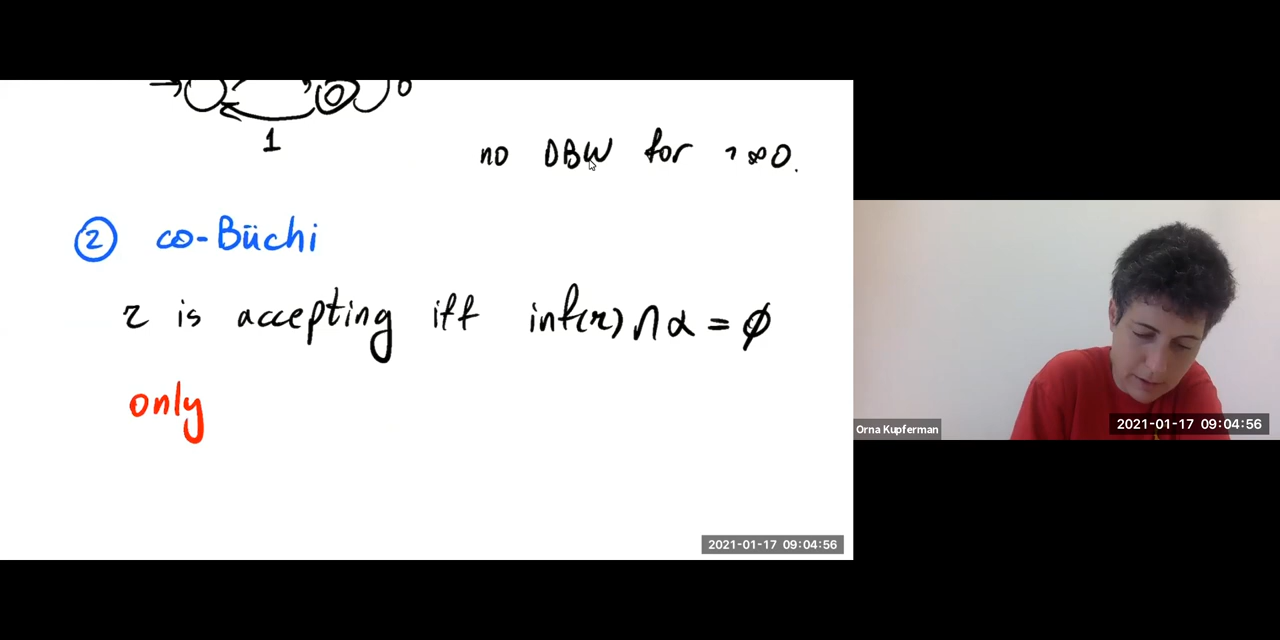 0
1
no DBW for ¬∞0.
② co-Büchi
r is accepting iff inf(r) ∩ α = ∅
only
Orna Kupferman
2021-01-17 09:04:56
2021-01-17 09:04:56